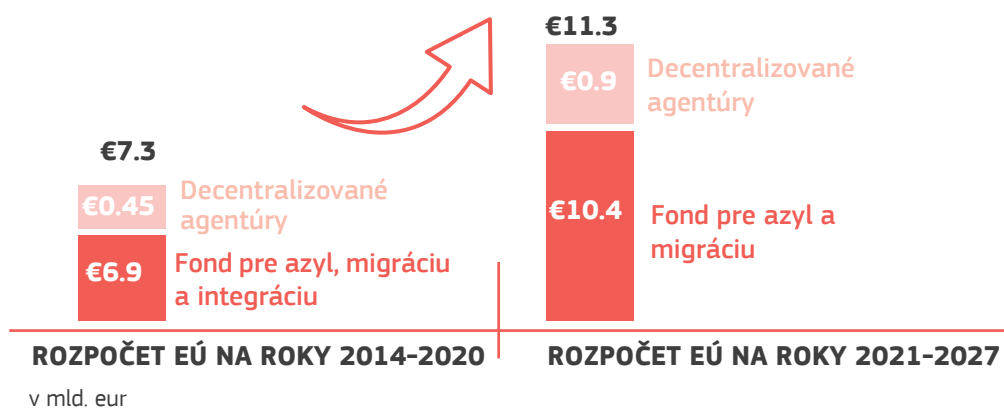 €7.3
€0.45
Decentralizované
agentúry
€6.9
Fond pre azyl, migráciu
a integráciu
ROZPOČET EÚ NA ROKY 2014–2020
€11.3
€0.9
Decentralizované
agentúry
€10.4
Fond pre azyl a
migráciu
ROZPOČET EÚ NA ROKY 2021–2027
v mld. eur